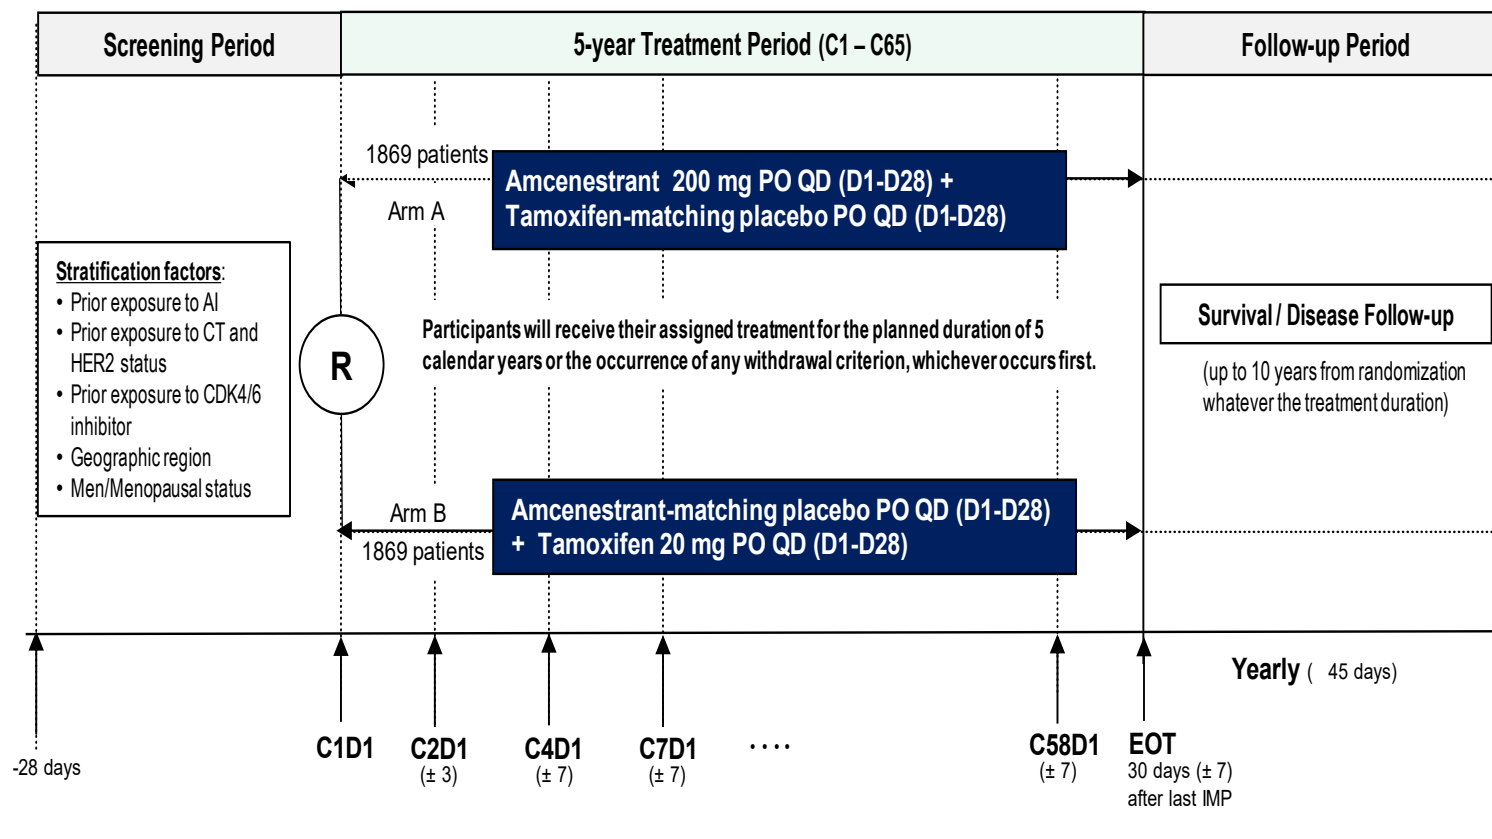 Screening Period
5-year Treatment Period (C1 – C65)
Follow-up Period
1869 patients
Arm A
Amcenestrant 200 mg PO QD (D1-D28) +
Tamoxifen-matching placebo PO QD (D1-D28)
Stratification factors:
• Prior exposure to AI
• Prior exposure to CT and
HER2 status
• Prior exposure to CDK4/6
inhibitor
• Geographic region
• Men/Menopausal status
R
Participants will receive their assigned treatment for the planned duration of 5
calendar years or the occurrence of any withdrawal criterion, whichever occurs first.
Survival / Disease Follow-up
(up to 10 years from randomization
whatever the treatment duration)
Arm B
1869 patients
Amcenestrant-matching placebo PO QD (D1-D28)
+ Tamoxifen 20 mg PO QD (D1-D28)
Yearly ( 45 days)
-28 days
C1D1
C2D1
(± 3)
C4D1
(± 7)
C7D1
(± 7)
....
C58D1
(± 7)
EOT
30 days (± 7)
after last IMP